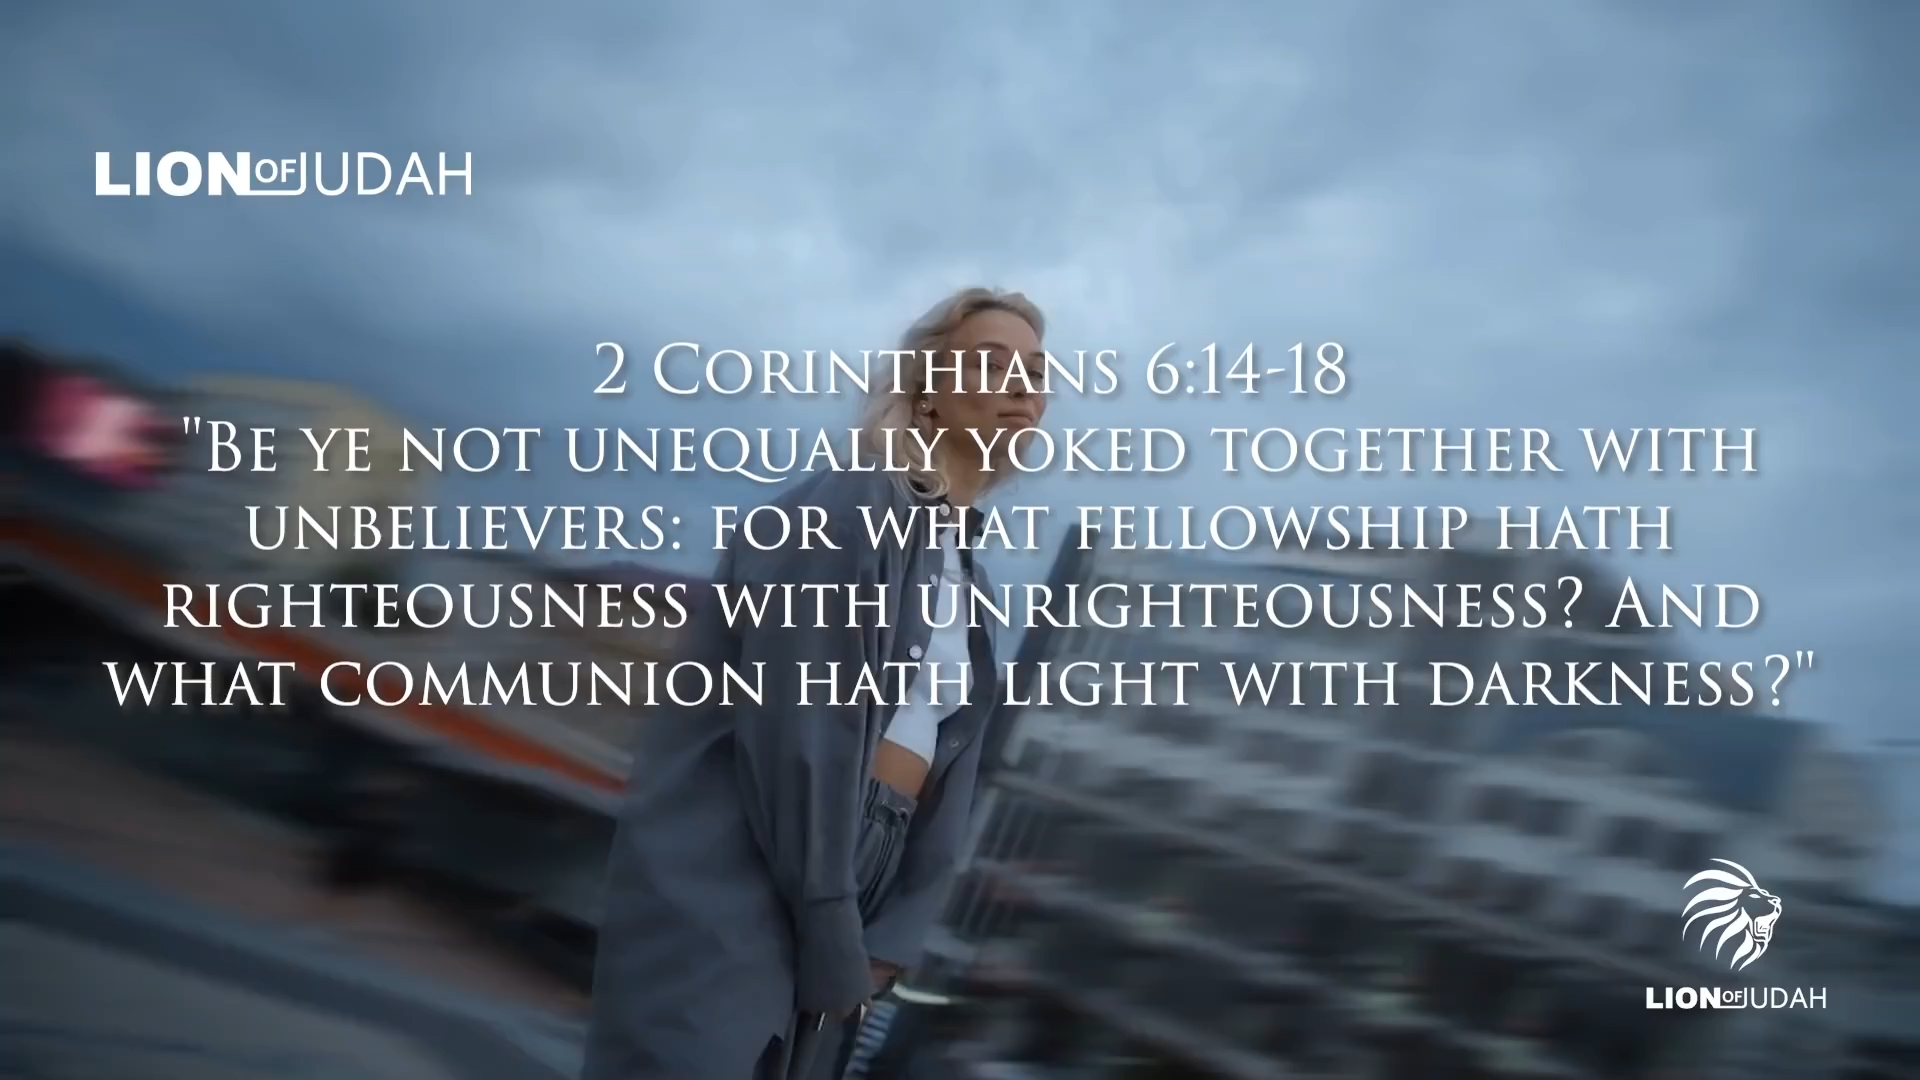 LION OF JUDAH
2 Corinthians 6:14-18
"Be ye not unequally yoked together with
unbelievers: for what fellowship hath
righteousness with unrighteousness? And
what communion hath light with darkness?"
LION OF JUDAH